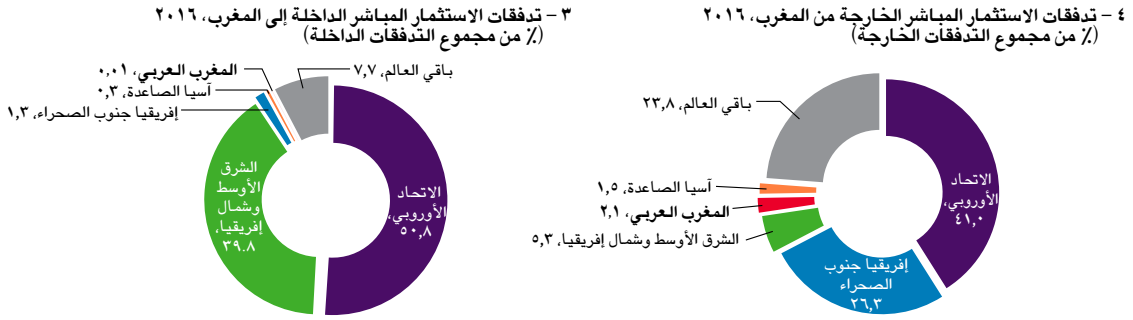 ٣ – تدفقات الاستثمار المباشر الداخلة إلى المغرب، ٢٠١٦
(٪ من مجموع التدفقات الداخلة)
باقي العالم، ٧,٧
المغرب العربي، ٠,٠١
آسيا الصاعدة، ٠,٣
إفريقيا جنوب الصحراء، ١,٣
الشرق
الأوسط
وشمال
إفريقيا،
٣٩.٨
الاتحاد
الأوروبي،
٥٠,٨
٤ – تدفقات الاستثمار المباشر الخارجة من المغرب، ٢٠١٦
(٪ من مجموع التدفقات الخارجة)
باقي العالم، ٢٣,٨
آسيا الصاعدة، ١,٥
المغرب العربي، ٢,١
الشرق الأوسط وشمال إفريقيا، ٥,٣
إفريقيا جنوب
الصحراء
٢٦,٣
الاتحاد
الأوروبي،
٤١,٠